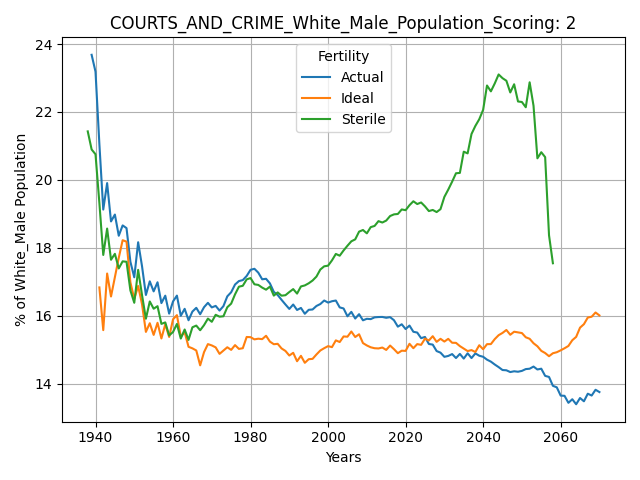 COURTS_AND_CRIME_White_Male_Population_Scoring: 2
Fertility
Actual
Ideal
Sterile
% of White_Male Population
24
22
20
18
16
14
1940
1960
1980
2000
2020
2040
2060
Years